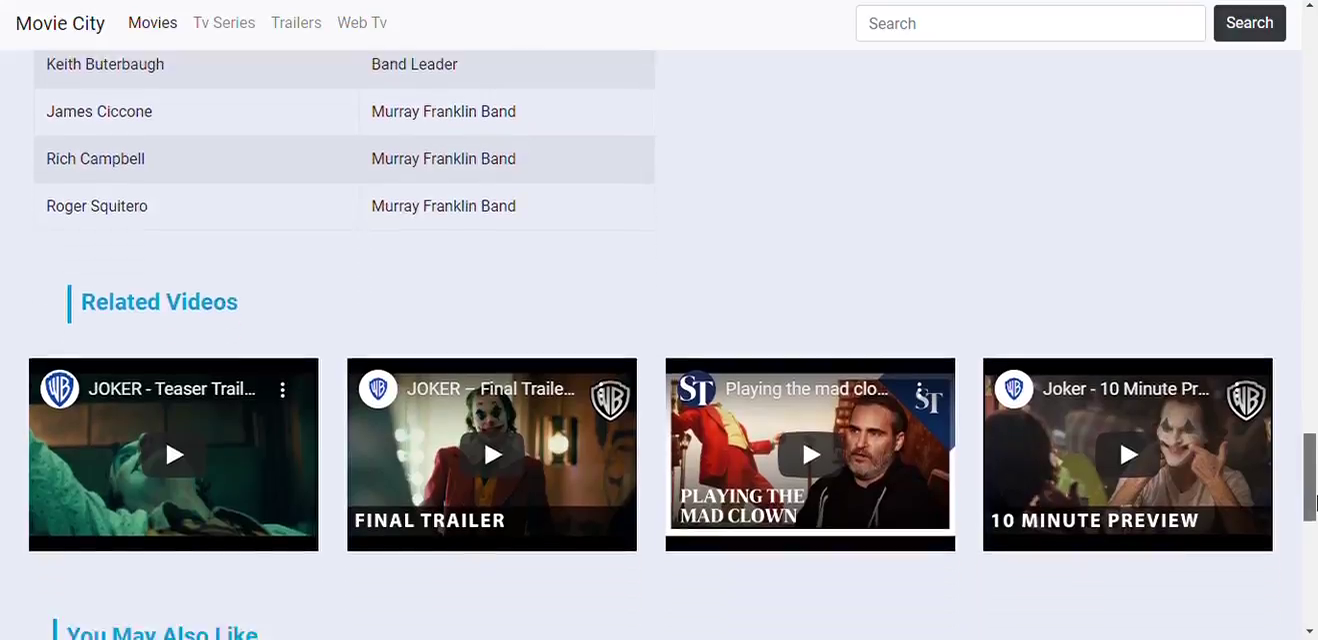 Movie City Movies Tv Series Trailers Web Tv Search Search
Keith Buterbaugh Band Leader
James Ciccone Murray Franklin Band
Rich Campbell Murray Franklin Band
Roger Squitero Murray Franklin Band
Related Videos
JOKER - Teaser Trail...
JOKER – Final Traile...
FINAL TRAILER
ST Playing the mad clo... ST
PLAYING THE
MAD CLOWN
Joker - 10 Minute Pr...
10 MINUTE PREVIEW
You May Also Like